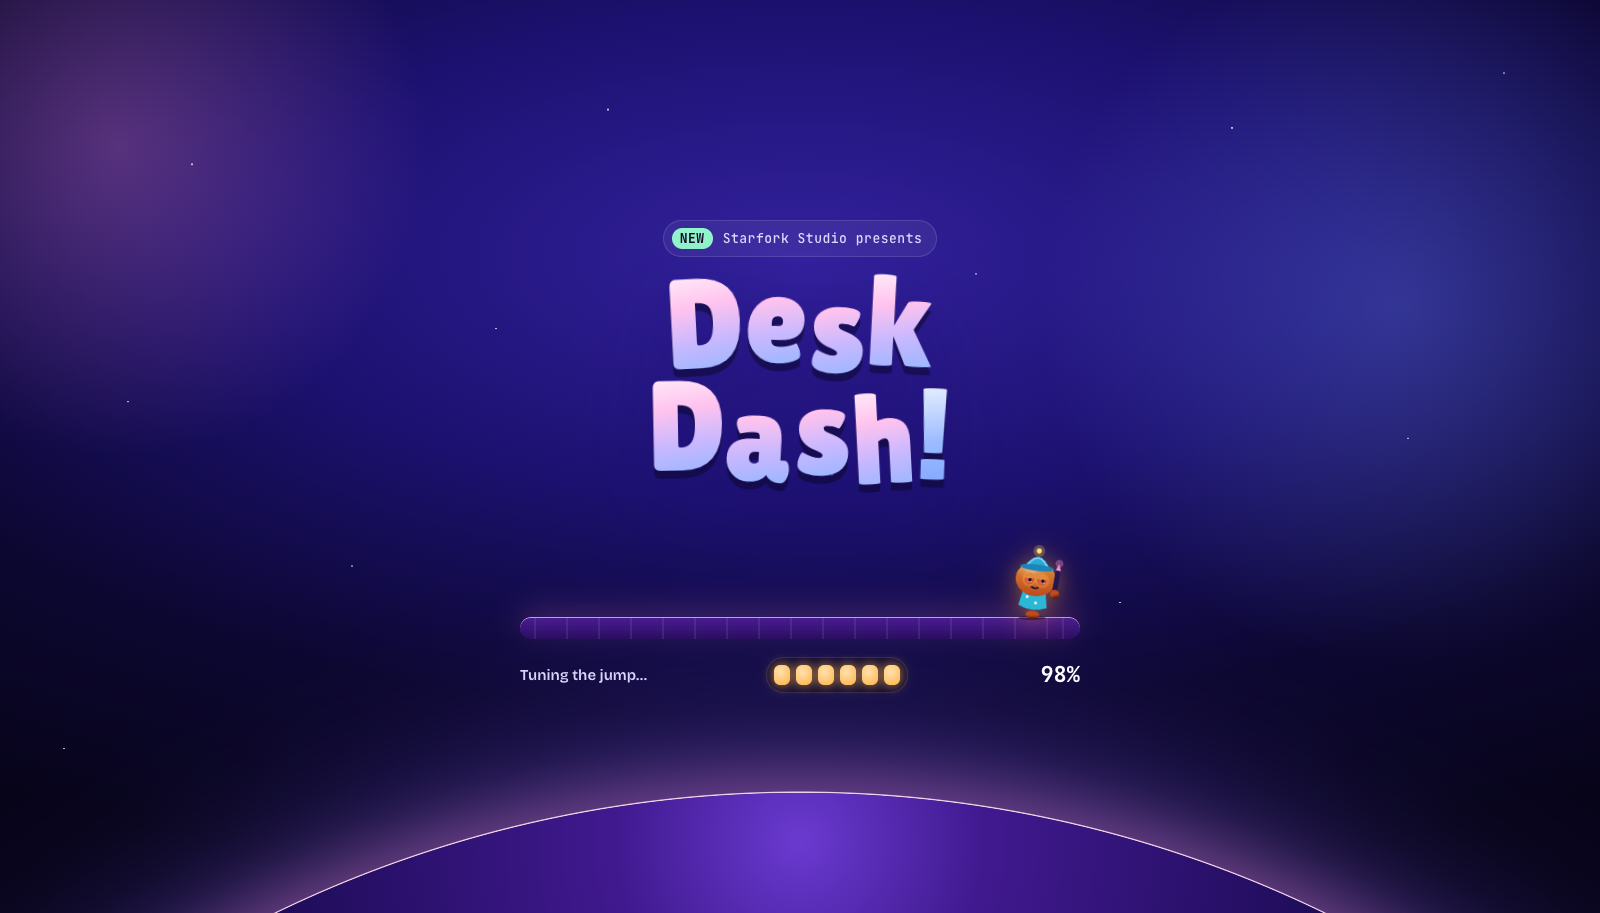 NEW Starfork Studio presents
Desk
Dash!
Tuning the jump...
98%